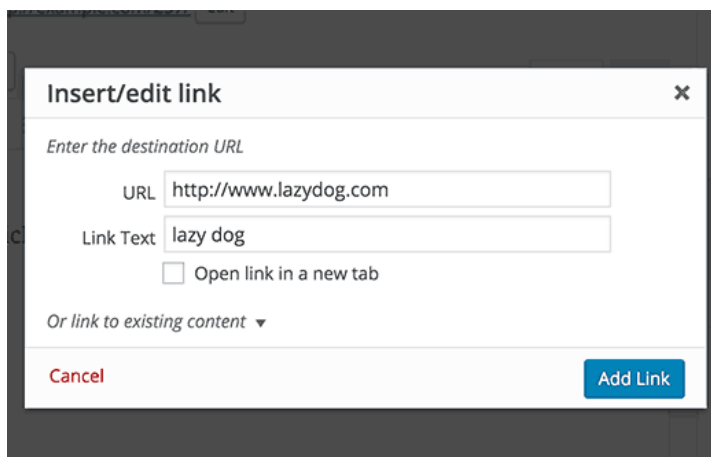 Insert/edit link
Enter the destination URL
URL http://www.lazydog.com
Link Text lazy dog
Open link in a new tab
Or link to existing content
Cancel Add Link